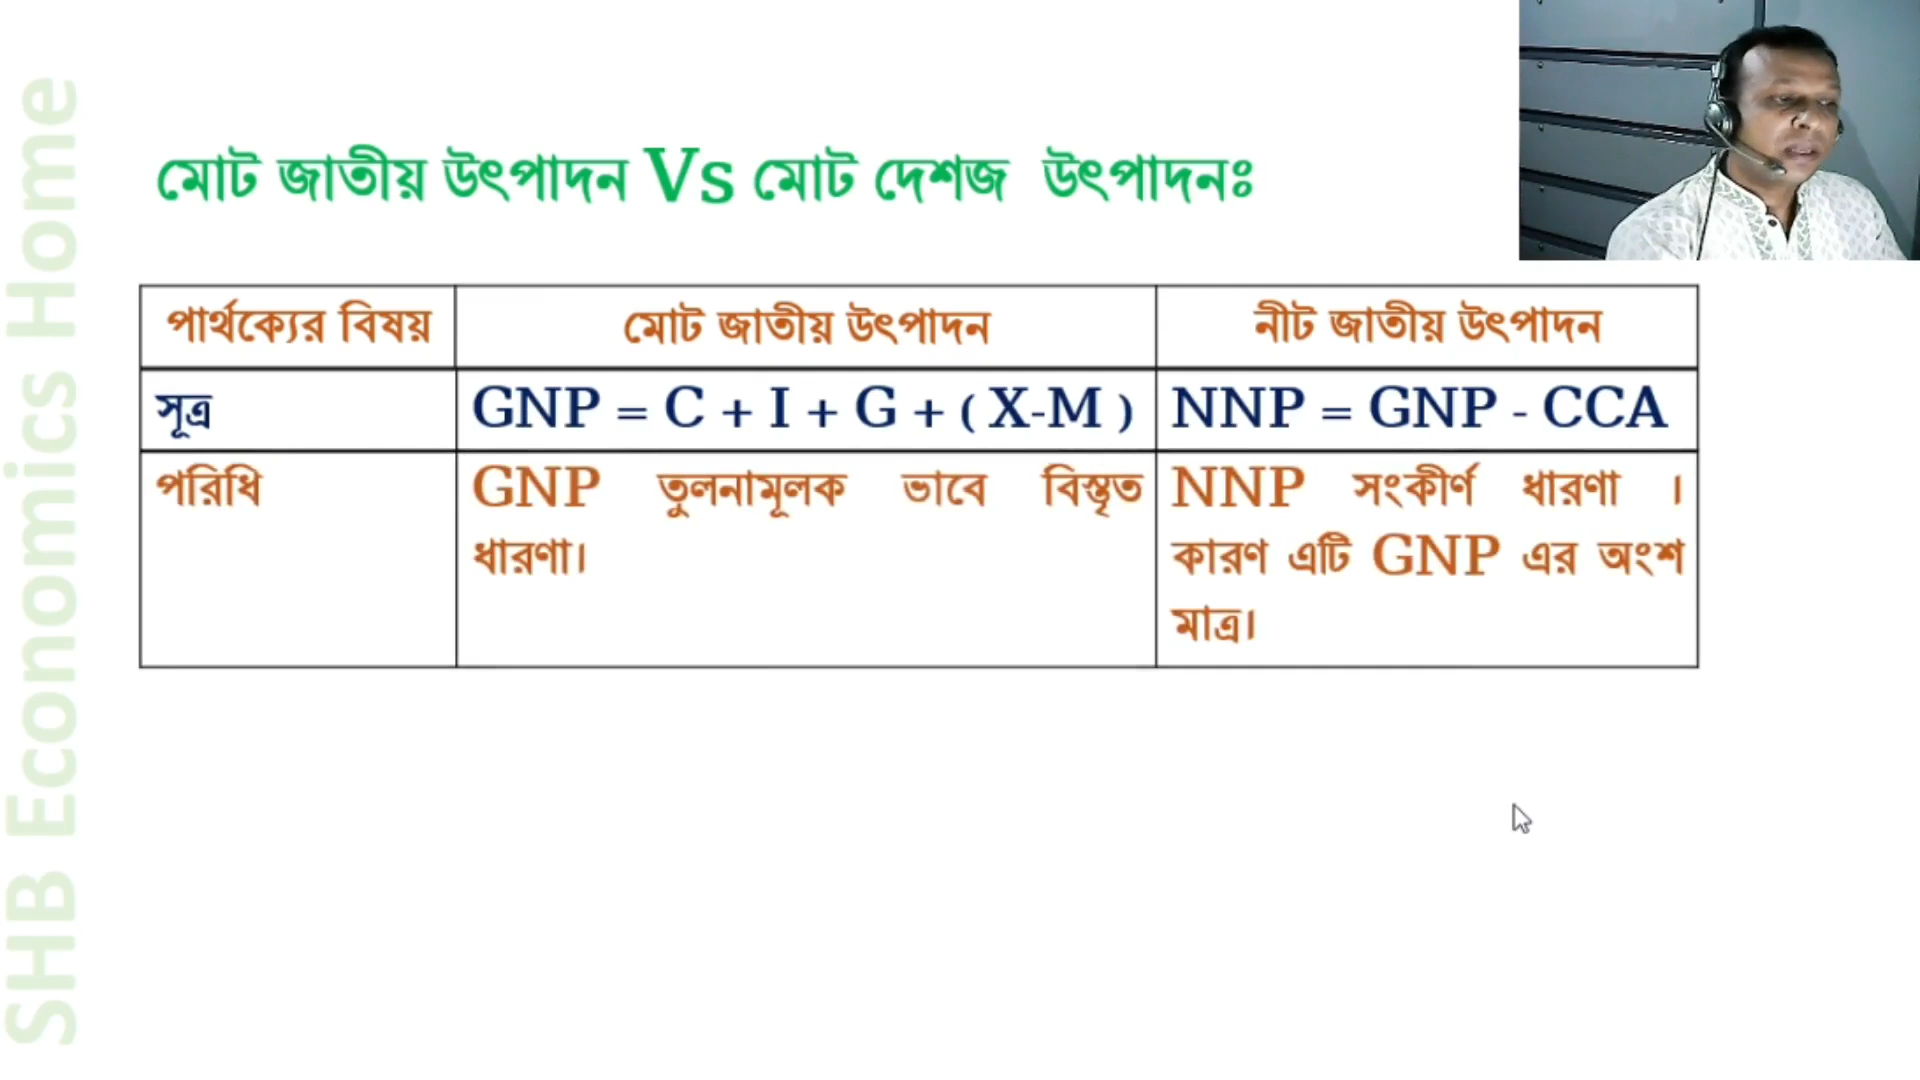 SHB Economics Home
মোট জাতীয় উৎপাদন Vs মোট দেশজ উৎপাদনঃ
পার্থক্যের বিষয় মোট জাতীয় উৎপাদন নীট জাতীয় উৎপাদন
সূত্র GNP = C + I + G + ( X-M ) NNP = GNP - CCA
পরিধি GNP তুলনামূলক ভাবে বিস্তৃত NNP সংকীর্ণ ধারণা ।
ধারণা। কারণ এটি GNP এর অংশ
মাত্র।